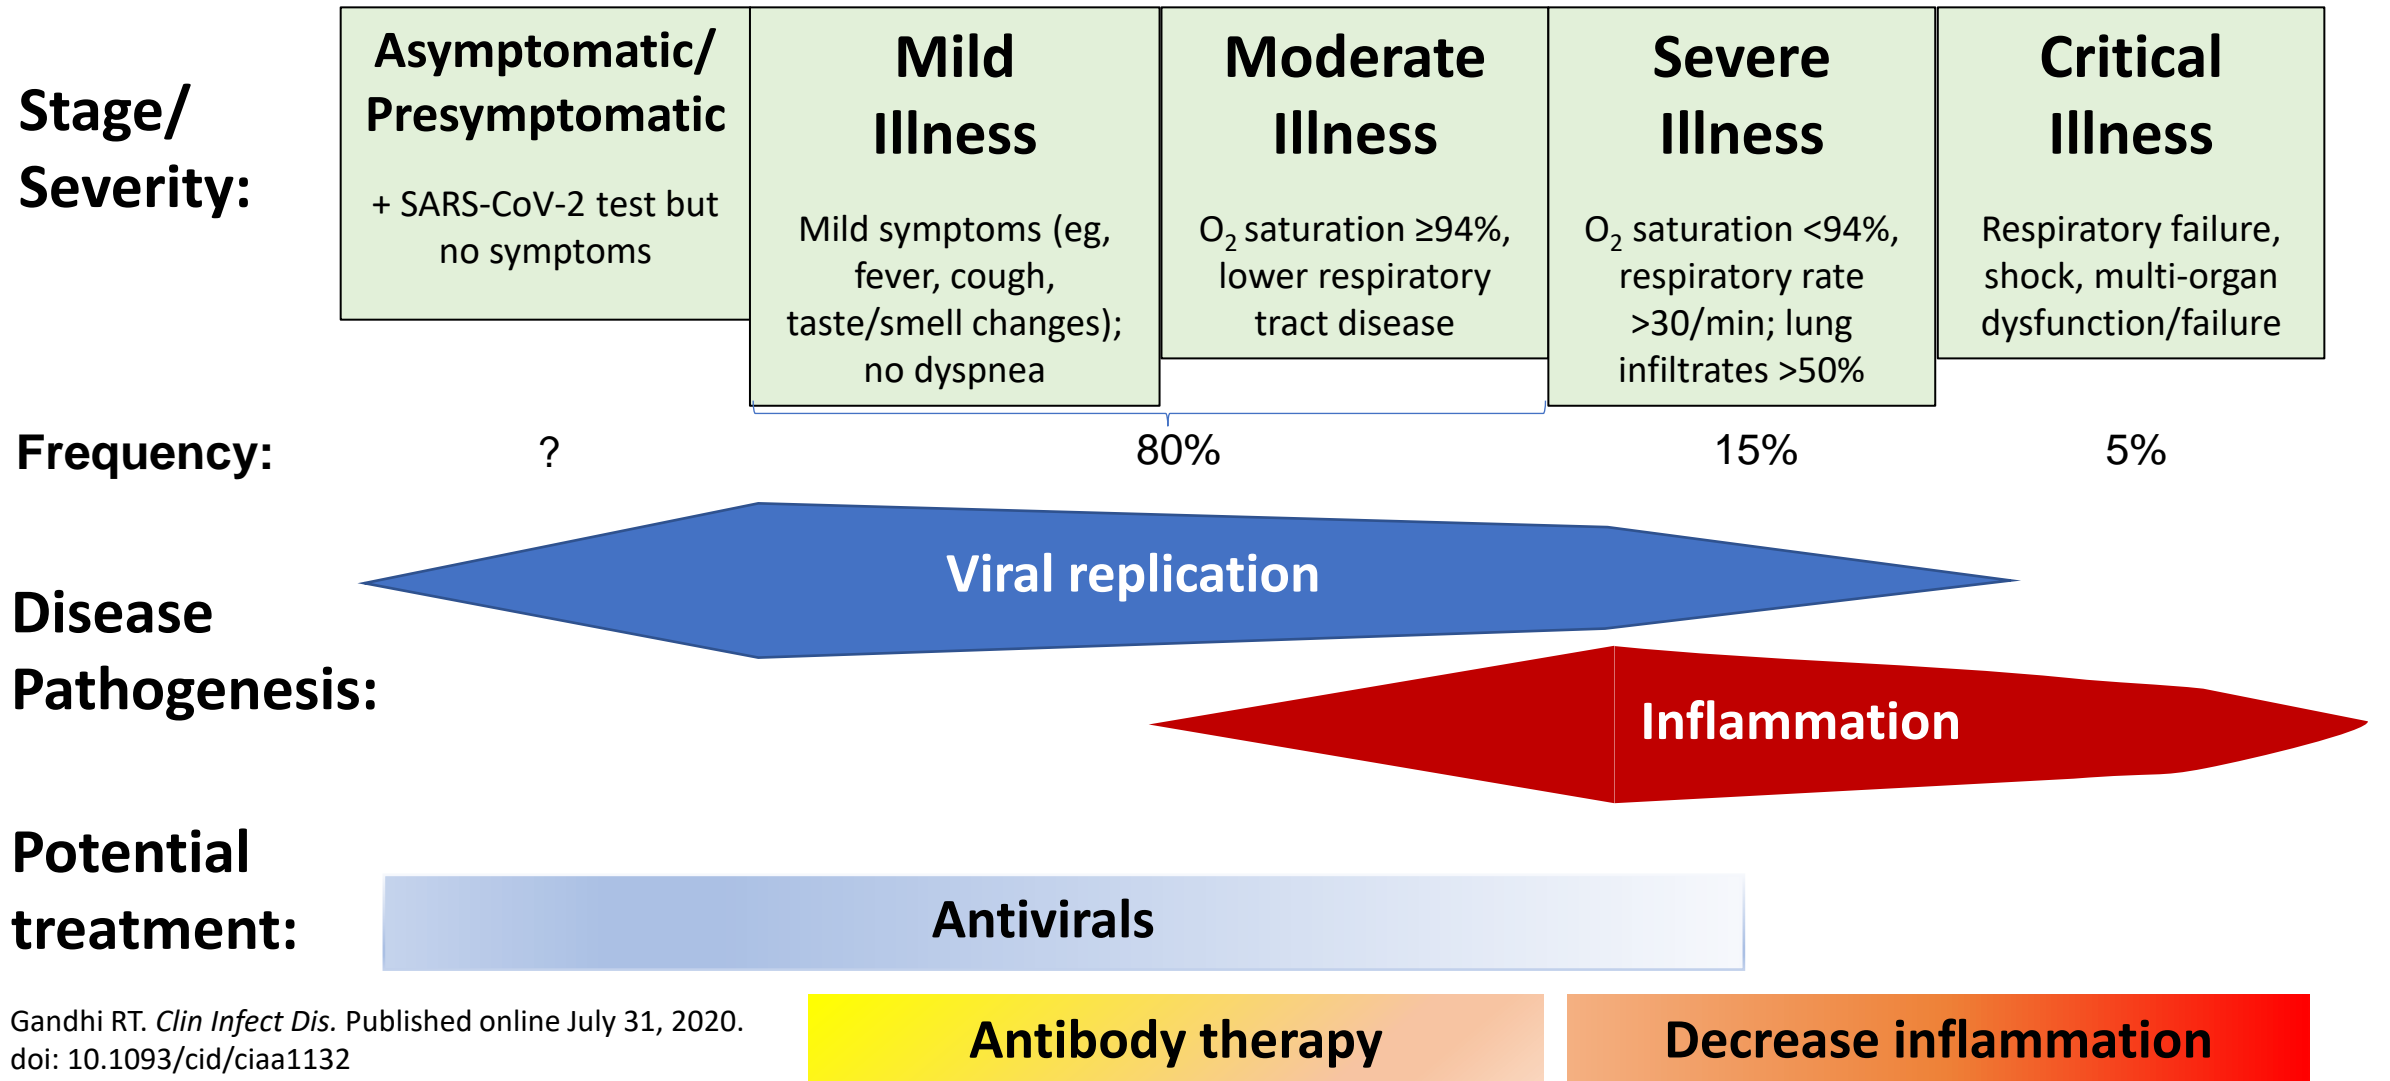 Stage/
Severity:
Asymptomatic/
Presymptomatic
+ SARS-CoV-2 test but
no symptoms
Mild
Illness
Mild symptoms (eg,
fever, cough,
taste/smell changes);
no dyspnea
Moderate
Illness
O₂ saturation ≥94%,
lower respiratory
tract disease
Severe
Illness
O₂ saturation <94%,
respiratory rate
>30/min; lung
infiltrates >50%
Critical
Illness
Respiratory failure,
shock, multi-organ
dysfunction/failure
Frequency:
?
80%
15%
5%
Disease
Pathogenesis:
Viral replication
Inflammation
Potential
treatment:
Antivirals
Antibody therapy
Decrease inflammation
Gandhi RT. Clin Infect Dis. Published online July 31, 2020.
doi: 10.1093/cid/ciaa1132